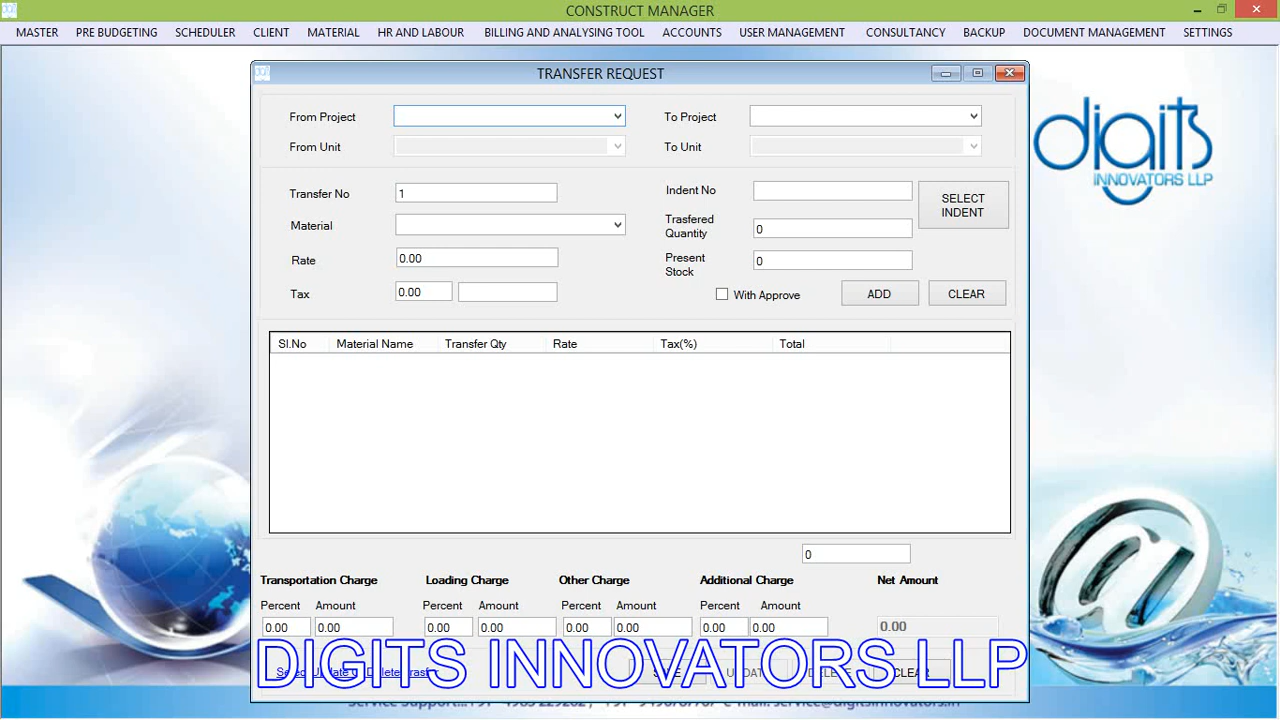 CONSTRUCT MANAGER
MASTER PRE BUDGETING SCHEDULER CLIENT MATERIAL HR AND LABOUR BILLING AND ANALYSING TOOL ACCOUNTS USER MANAGEMENT CONSULTANCY BACKUP DOCUMENT MANAGEMENT SETTINGS
TRANSFER REQUEST
digits
INNOVATORS LLP
From Project To Project
From Unit To Unit
Transfer No 1 Indent No SELECT INDENT
Material Trasfered Quantity 0
Rate 0.00 Present Stock 0
Tax 0.00 With Approve ADD CLEAR
Sl.No Material Name Transfer Qty Rate Tax(%) Total
0
Transportation Charge Loading Charge Other Charge Additional Charge Net Amount
Percent Amount Percent Amount Percent Amount Percent Amount
0.00 0.00 0.00 0.00 0.00 0.00 0.00 0.00 0.00
DIGITS INNOVATORS LLP
CLEAR